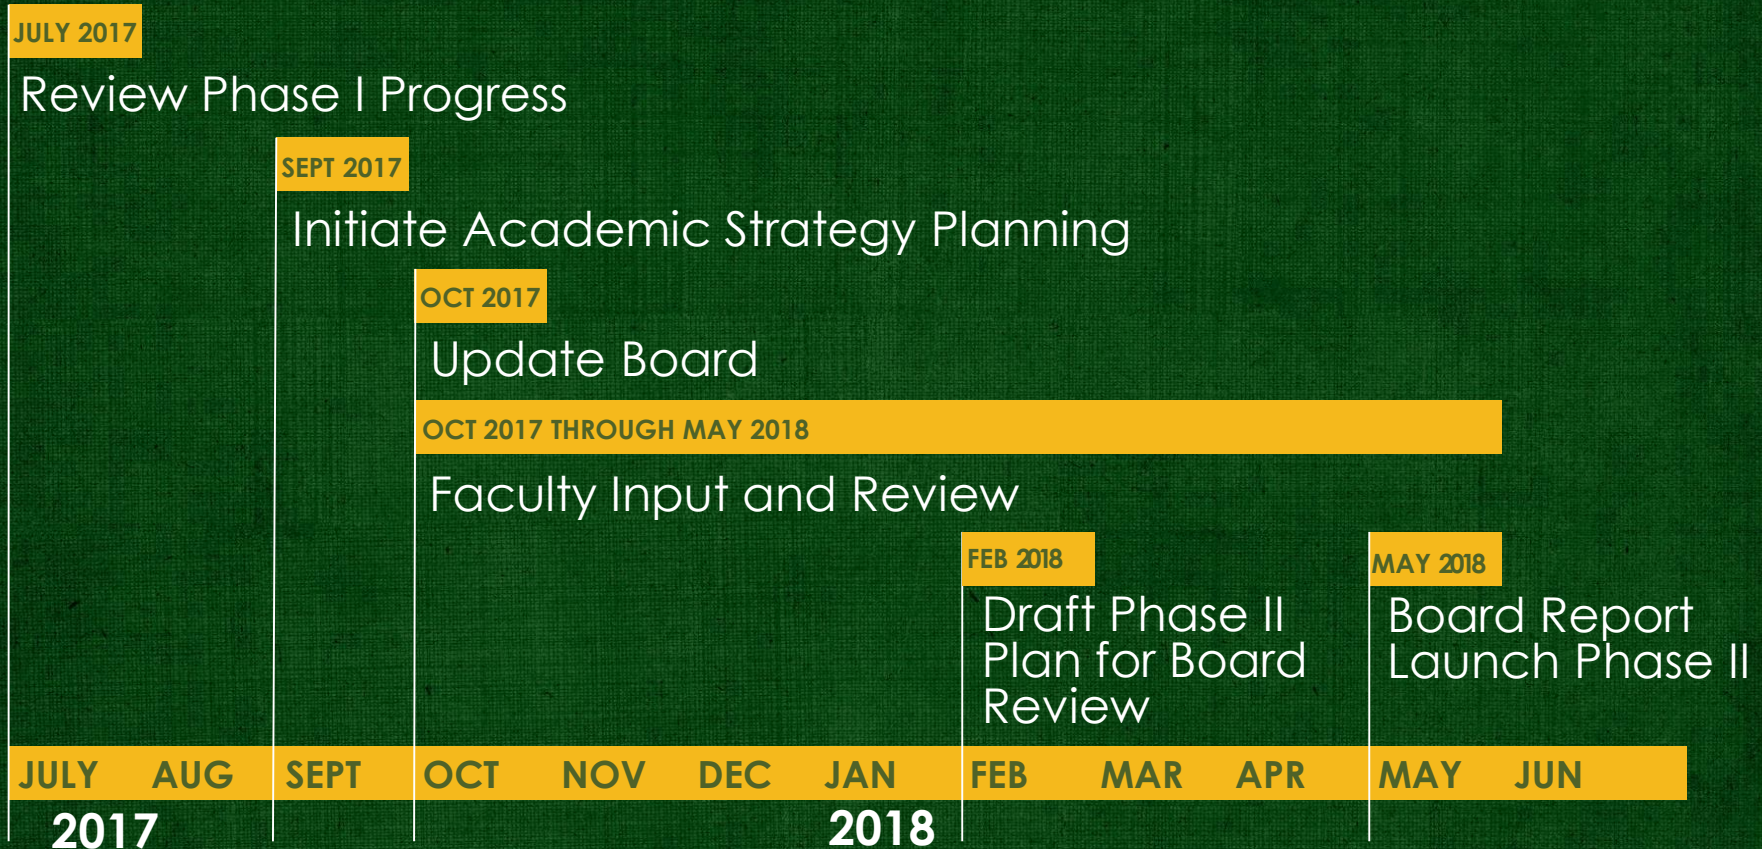 JULY 2017
Review Phase I Progress
SEPT 2017
Initiate Academic Strategy Planning
OCT 2017
Update Board
OCT 2017 THROUGH MAY 2018
Faculty Input and Review
FEB 2018
Draft Phase II
Plan for Board
Review
MAY 2018
Board Report
Launch Phase II
JULY AUG SEPT OCT NOV DEC JAN FEB MAR APR MAY JUN
2017 2018